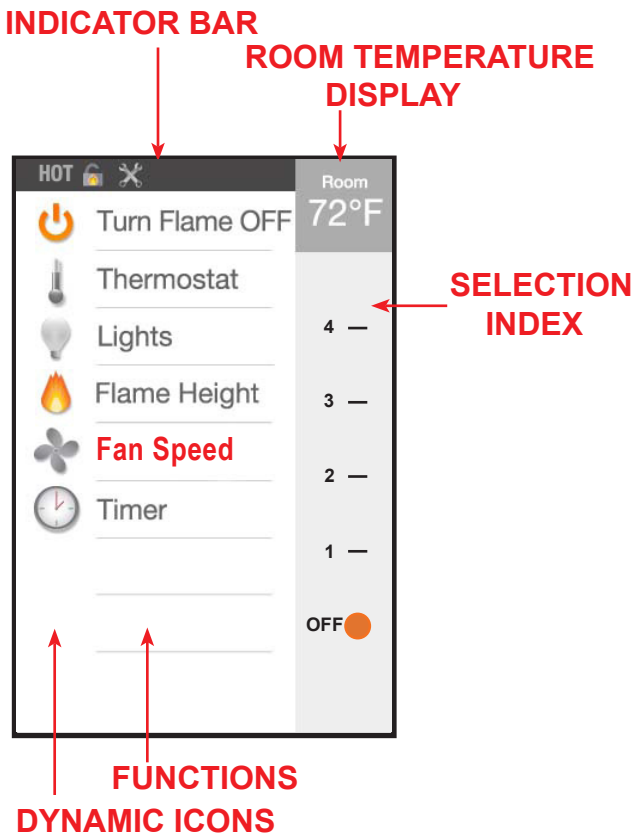 INDICATOR BAR
ROOM TEMPERATURE
DISPLAY
HOT
Room
72°F
Turn Flame OFF
Thermostat
Lights
Flame Height
Fan Speed
Timer
4
3
2
1
OFF
SELECTION
INDEX
FUNCTIONS
DYNAMIC ICONS